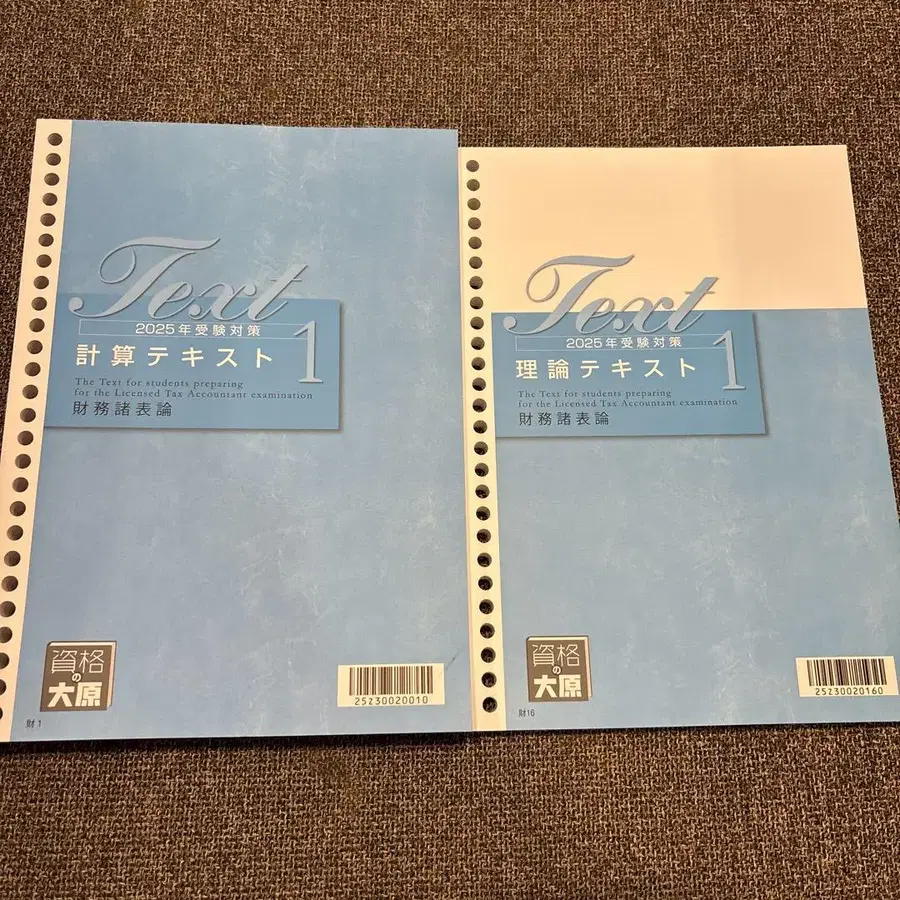 Text 1
2025年受験対策
計算テキスト
The Text for students preparing
for the Licensed Tax Accountant examination
財務諸表論
資格
の
大原
財1
25Z30020010
Text 1
2025年受験対策
理論テキスト
The Text for students preparing
for the Licensed Tax Accountant examination
財務諸表論
資格
の
大原
財16
25Z30020160